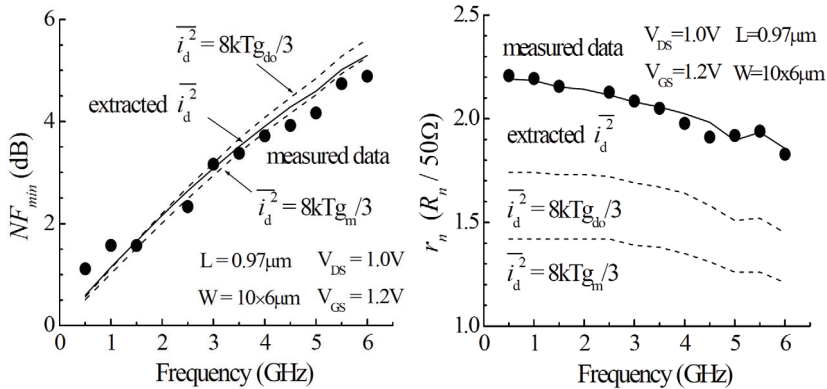 6
4
2
0
NF_min (dB)
i_d² = 8kTg_do/3
extracted i_d²
measured data
i_d² = 8kTg_m/3
L = 0.97μm V_DS = 1.0V
W = 10×6μm V_GS = 1.2V
0 1 2 3 4 5 6
Frequency (GHz)
2.5
2.0
1.5
1.0
r_n (R_n / 50Ω)
measured data
V_DS=1.0V L=0.97μm
V_GS=1.2V W=10x6μm
extracted i_d²
i_d² = 8kTg_do/3
i_d² = 8kTg_m/3
0 1 2 3 4 5 6
Frequency (GHz)